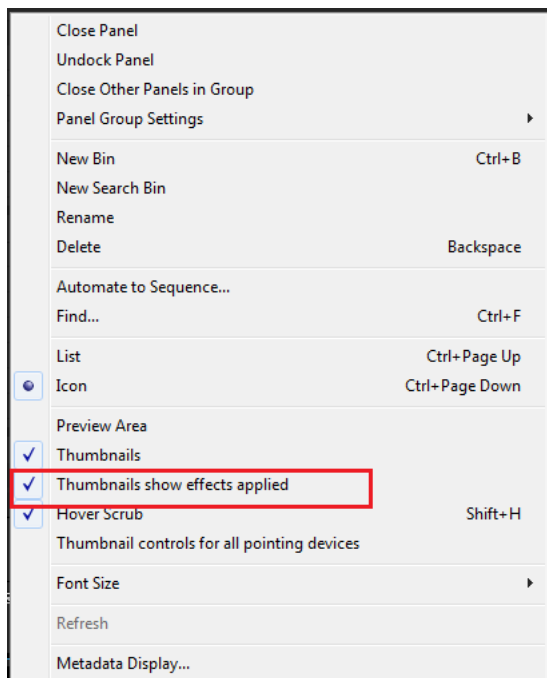 Close Panel
Undock Panel
Close Other Panels in Group
Panel Group Settings
New Bin Ctrl+B
New Search Bin
Rename
Delete Backspace
Automate to Sequence...
Find... Ctrl+F
List Ctrl+Page Up
Icon Ctrl+Page Down
Preview Area
Thumbnails
Thumbnails show effects applied
Hover Scrub Shift+H
Thumbnail controls for all pointing devices
Font Size
Refresh
Metadata Display...